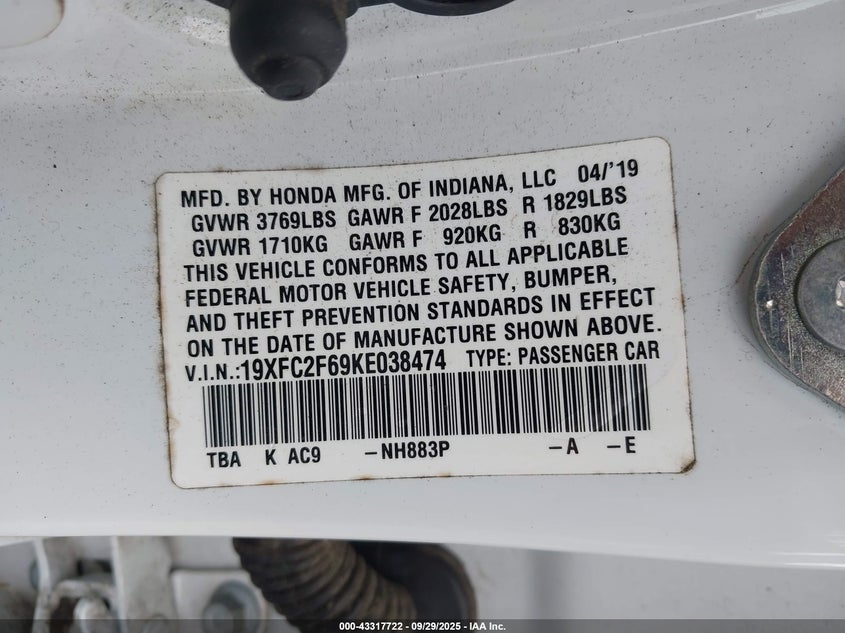 MFD. BY HONDA MFG. OF INDIANA, LLC 04/'19
GVWR 3769LBS GAWR F 2028LBS R 1829LBS
GVWR 1710KG GAWR F 920KG R 830KG
THIS VEHICLE CONFORMS TO ALL APPLICABLE
FEDERAL MOTOR VEHICLE SAFETY, BUMPER,
AND THEFT PREVENTION STANDARDS IN EFFECT
ON THE DATE OF MANUFACTURE SHOWN ABOVE.
V.I.N.:19XFC2F69KE038474 TYPE: PASSENGER CAR
TBA K AC9 -NH883P -A -E
000-43317722 - 09/29/2025 - IAA Inc.